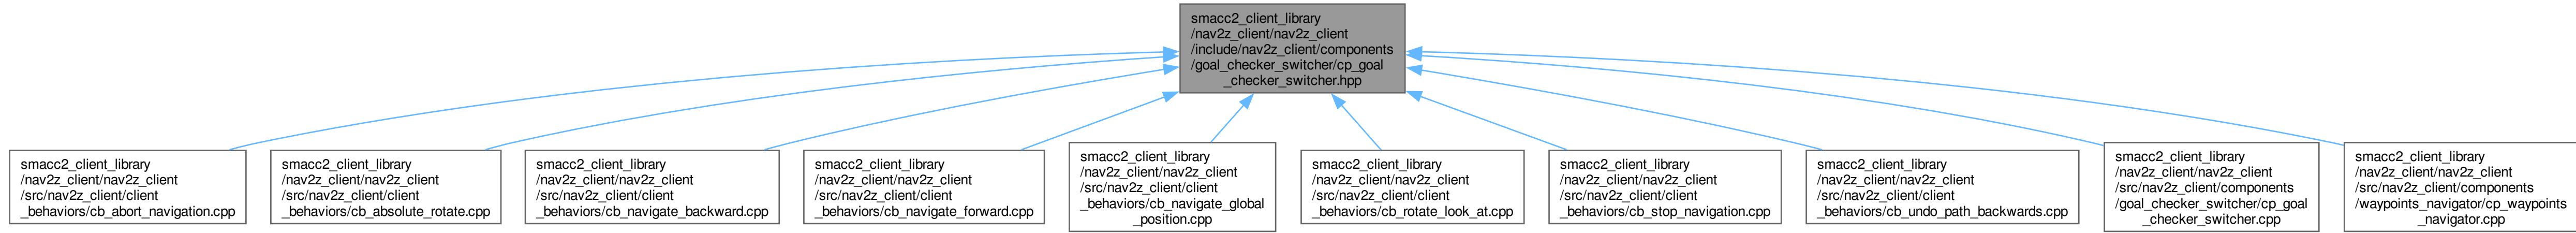 smacc2_client_library
/nav2z_client/nav2z_client
/include/nav2z_client/components
/goal_checker_switcher/cp_goal
_checker_switcher.hpp
smacc2_client_library
/nav2z_client/nav2z_client
/src/nav2z_client/client
_behaviors/cb_abort_navigation.cpp
smacc2_client_library
/nav2z_client/nav2z_client
/src/nav2z_client/client
_behaviors/cb_absolute_rotate.cpp
smacc2_client_library
/nav2z_client/nav2z_client
/src/nav2z_client/client
_behaviors/cb_navigate_backward.cpp
smacc2_client_library
/nav2z_client/nav2z_client
/src/nav2z_client/client
_behaviors/cb_navigate_forward.cpp
smacc2_client_library
/nav2z_client/nav2z_client
/src/nav2z_client/client
_behaviors/cb_navigate_global
_position.cpp
smacc2_client_library
/nav2z_client/nav2z_client
/src/nav2z_client/client
_behaviors/cb_rotate_look_at.cpp
smacc2_client_library
/nav2z_client/nav2z_client
/src/nav2z_client/client
_behaviors/cb_stop_navigation.cpp
smacc2_client_library
/nav2z_client/nav2z_client
/src/nav2z_client/client
_behaviors/cb_undo_path_backwards.cpp
smacc2_client_library
/nav2z_client/nav2z_client
/src/nav2z_client/components
/goal_checker_switcher/cp_goal
_checker_switcher.cpp
smacc2_client_library
/nav2z_client/nav2z_client
/src/nav2z_client/components
/waypoints_navigator/cp_waypoints
_navigator.cpp